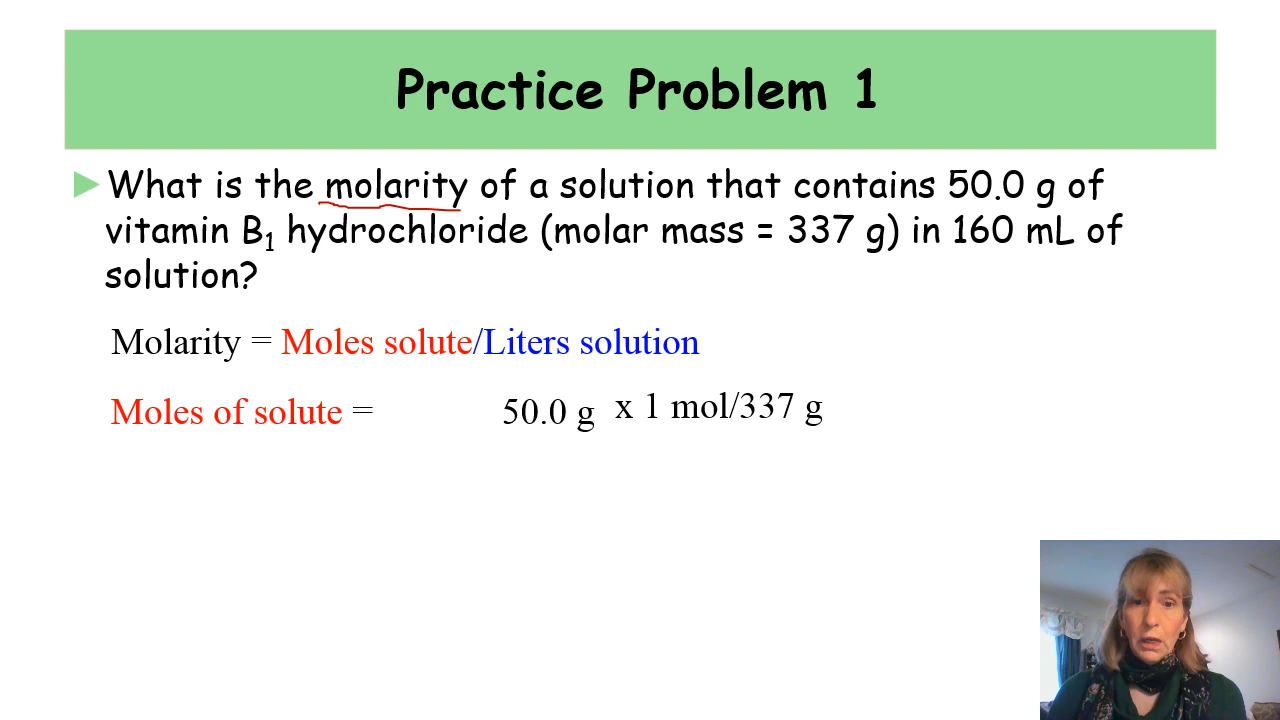 Practice Problem 1
What is the molarity of a solution that contains 50.0 g of
vitamin B₁ hydrochloride (molar mass = 337 g) in 160 mL of
solution?
Molarity = Moles solute/Liters solution
Moles of solute = 50.0 g x 1 mol/337 g